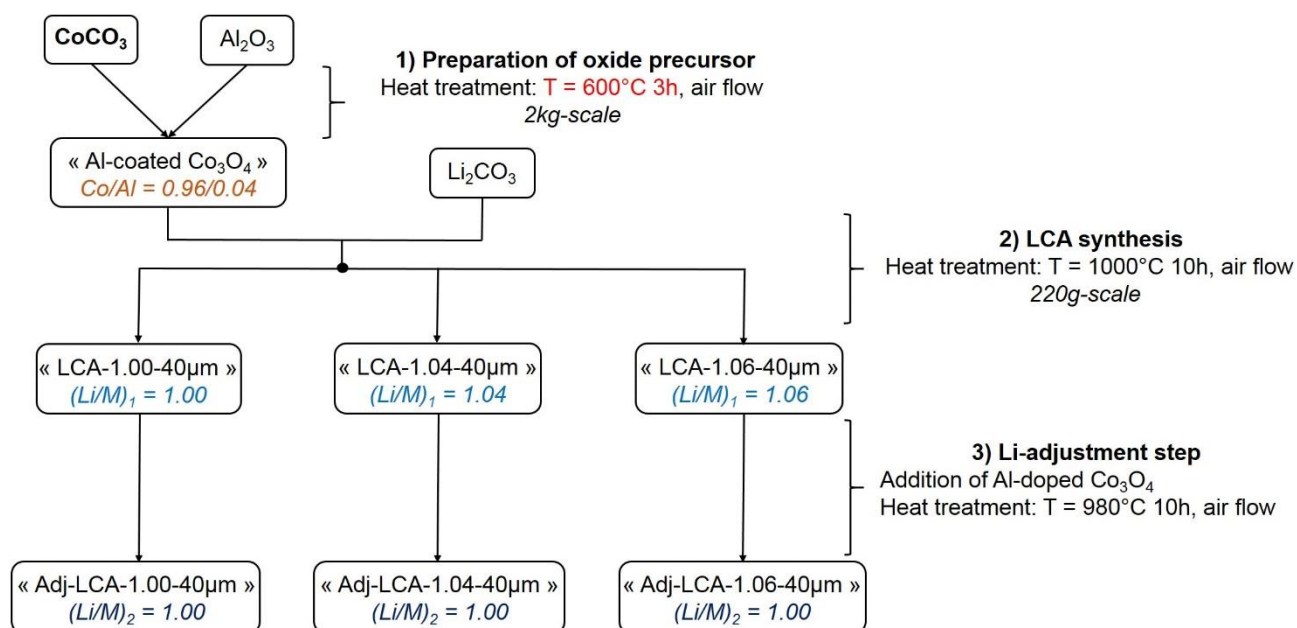 CoCO₃
Al₂O₃
1) Preparation of oxide precursor
Heat treatment: T = 600°C 3h, air flow
2kg-scale
« Al-coated Co₃O₄ »
Co/Al = 0.96/0.04
Li₂CO₃
2) LCA synthesis
Heat treatment: T = 1000°C 10h, air flow
220g-scale
« LCA-1.00-40µm »
(Li/M)₁ = 1.00
« LCA-1.04-40µm »
(Li/M)₁ = 1.04
« LCA-1.06-40µm »
(Li/M)₁ = 1.06
3) Li-adjustment step
Addition of Al-doped Co₃O₄
Heat treatment: T = 980°C 10h, air flow
« Adj-LCA-1.00-40µm »
(Li/M)₂ = 1.00
« Adj-LCA-1.04-40µm »
(Li/M)₂ = 1.00
« Adj-LCA-1.06-40µm »
(Li/M)₂ = 1.00